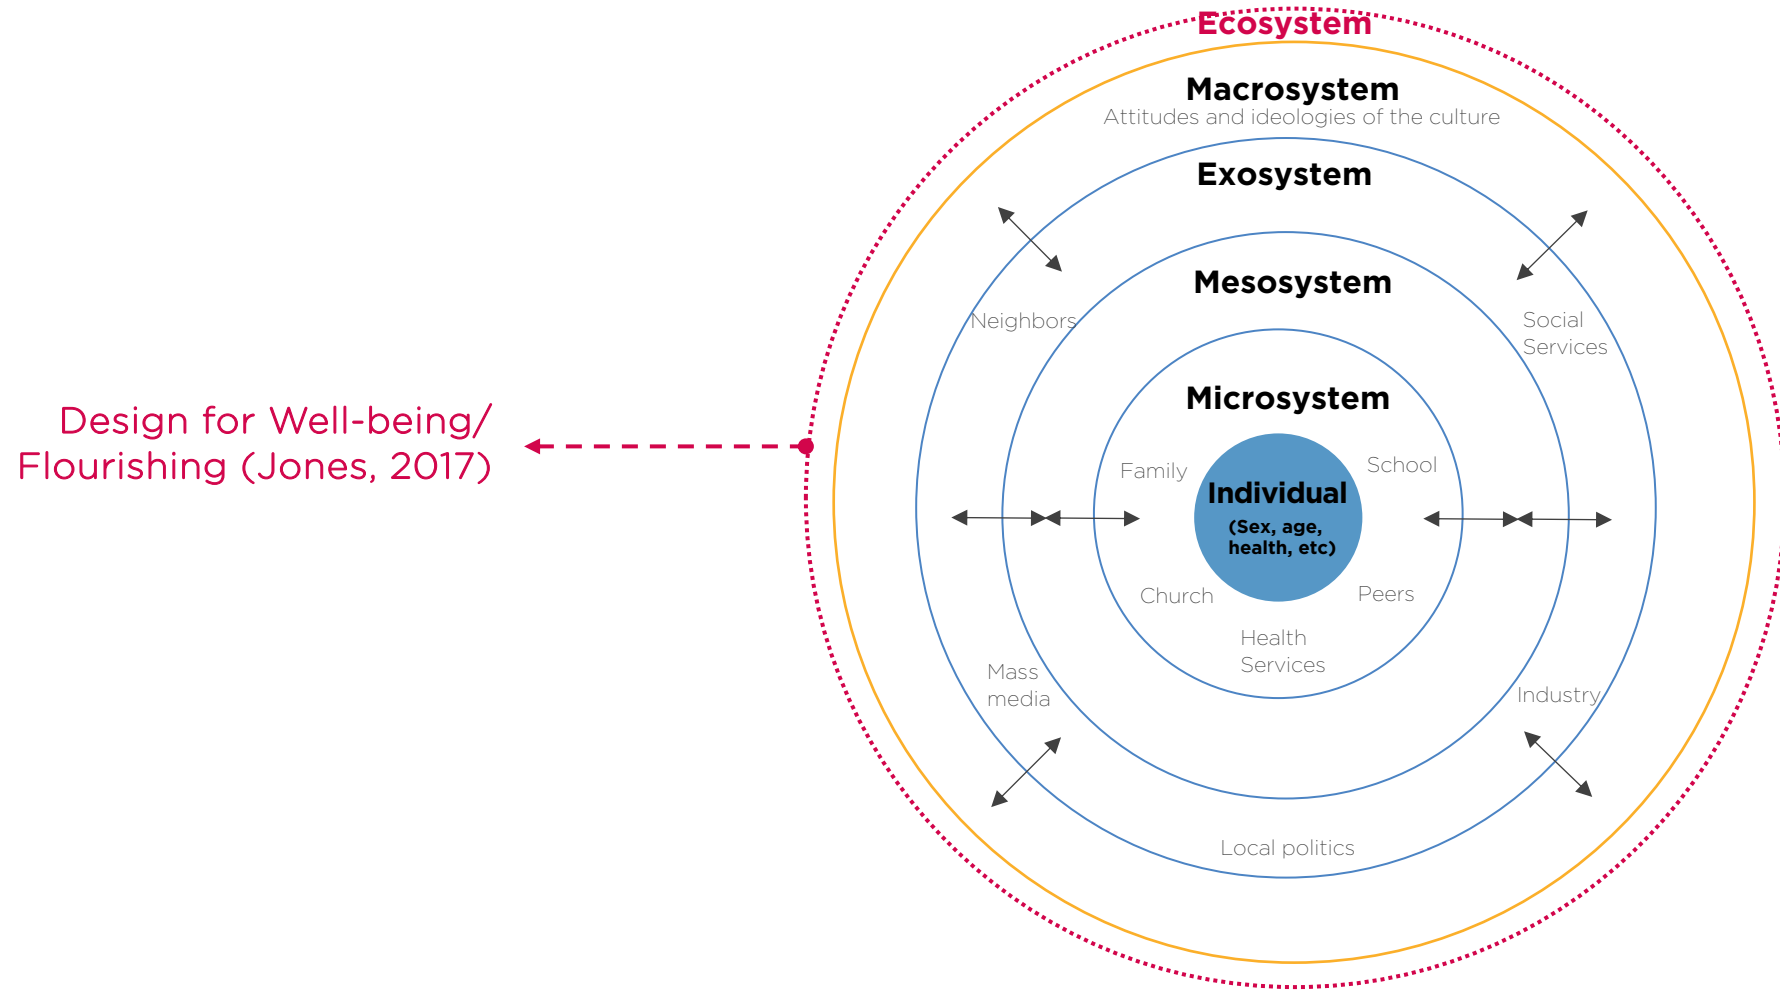 Ecosystem
Macrosystem
Attitudes and ideologies of the culture
Exosystem
Mesosystem
Neighbors
Social
Services
Microsystem
Design for Well-being/
Flourishing (Jones, 2017)
Family
School
Individual
(Sex, age,
health, etc)
Church
Peers
Health
Services
Mass
media
Industry
Local politics